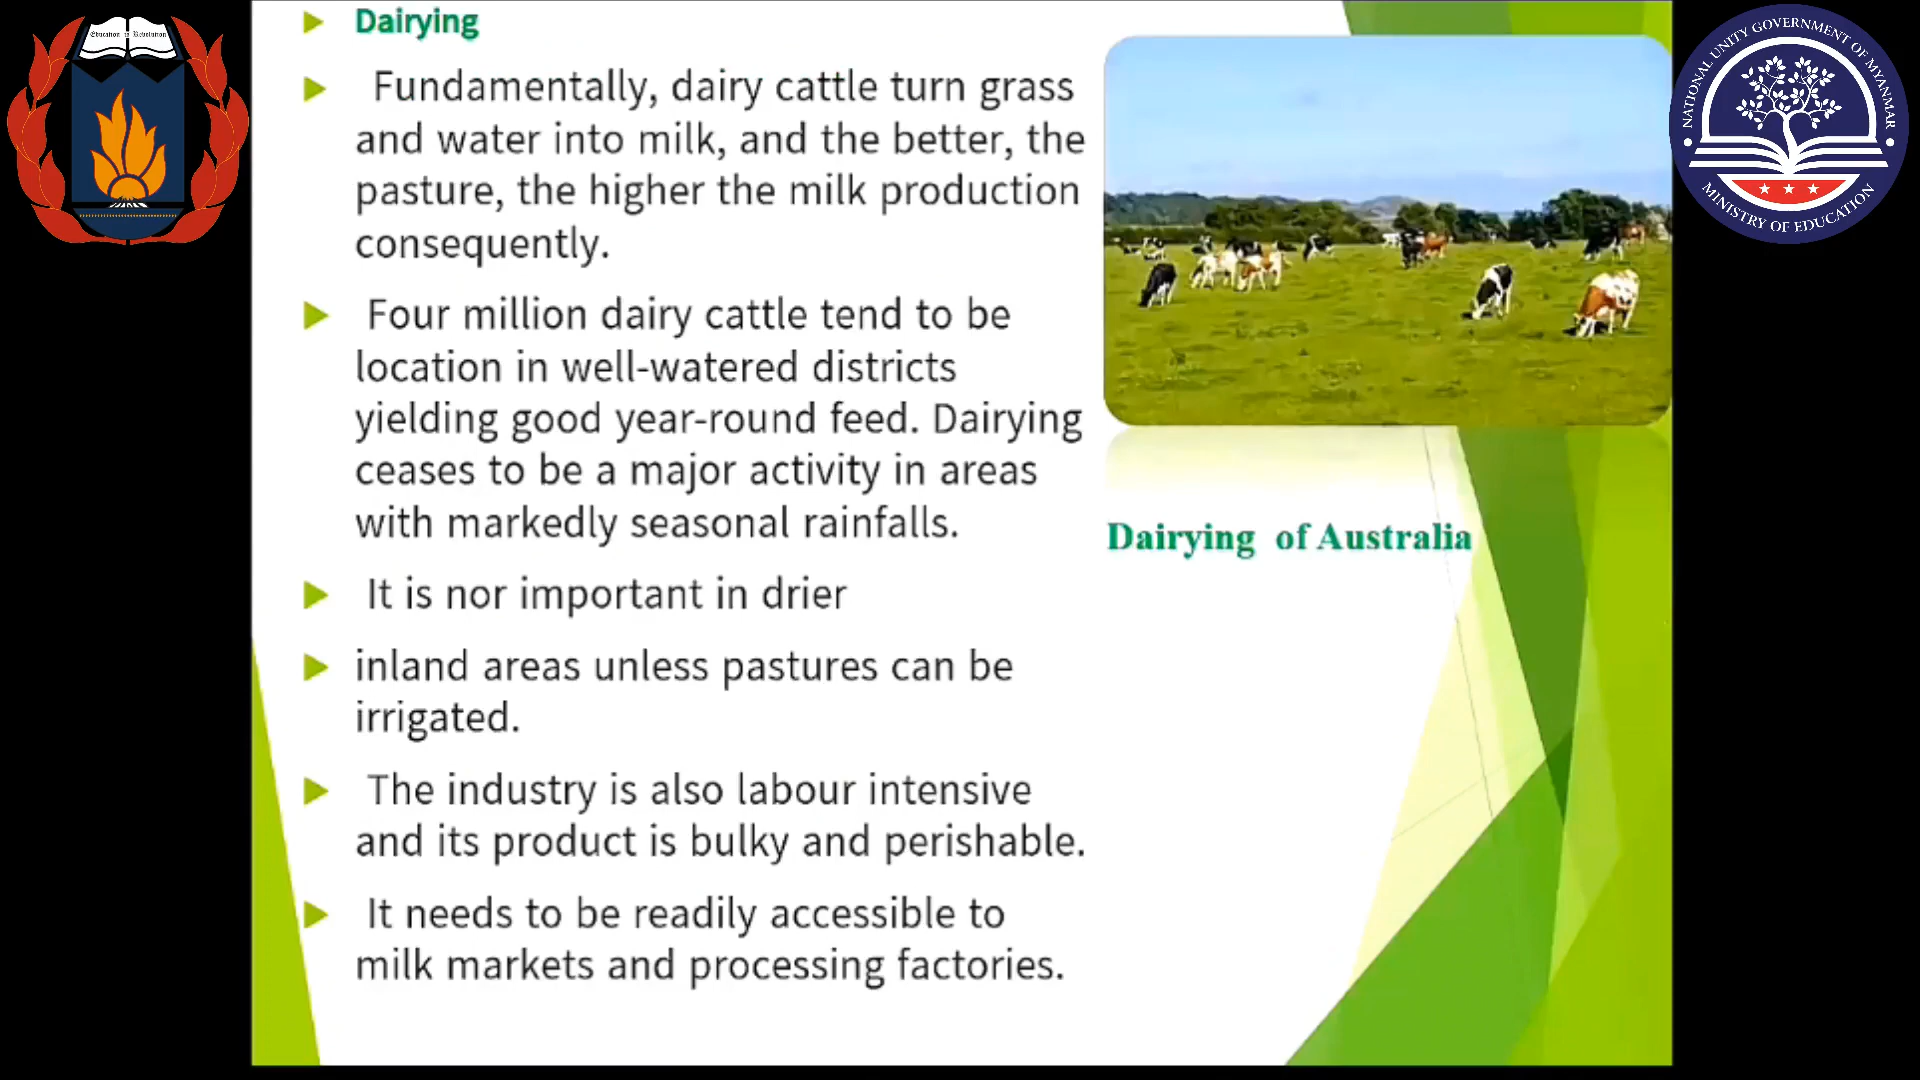 Education in Revolution
Dairying
Fundamentally, dairy cattle turn grass
and water into milk, and the better, the
pasture, the higher the milk production
consequently.
Four million dairy cattle tend to be
location in well-watered districts
yielding good year-round feed. Dairying
ceases to be a major activity in areas
with markedly seasonal rainfalls.
It is nor important in drier
inland areas unless pastures can be
irrigated.
The industry is also labour intensive
and its product is bulky and perishable.
It needs to be readily accessible to
milk markets and processing factories.
Dairying of Australia
NATIONAL UNITY GOVERNMENT OF MYANMAR
MINISTRY OF EDUCATION